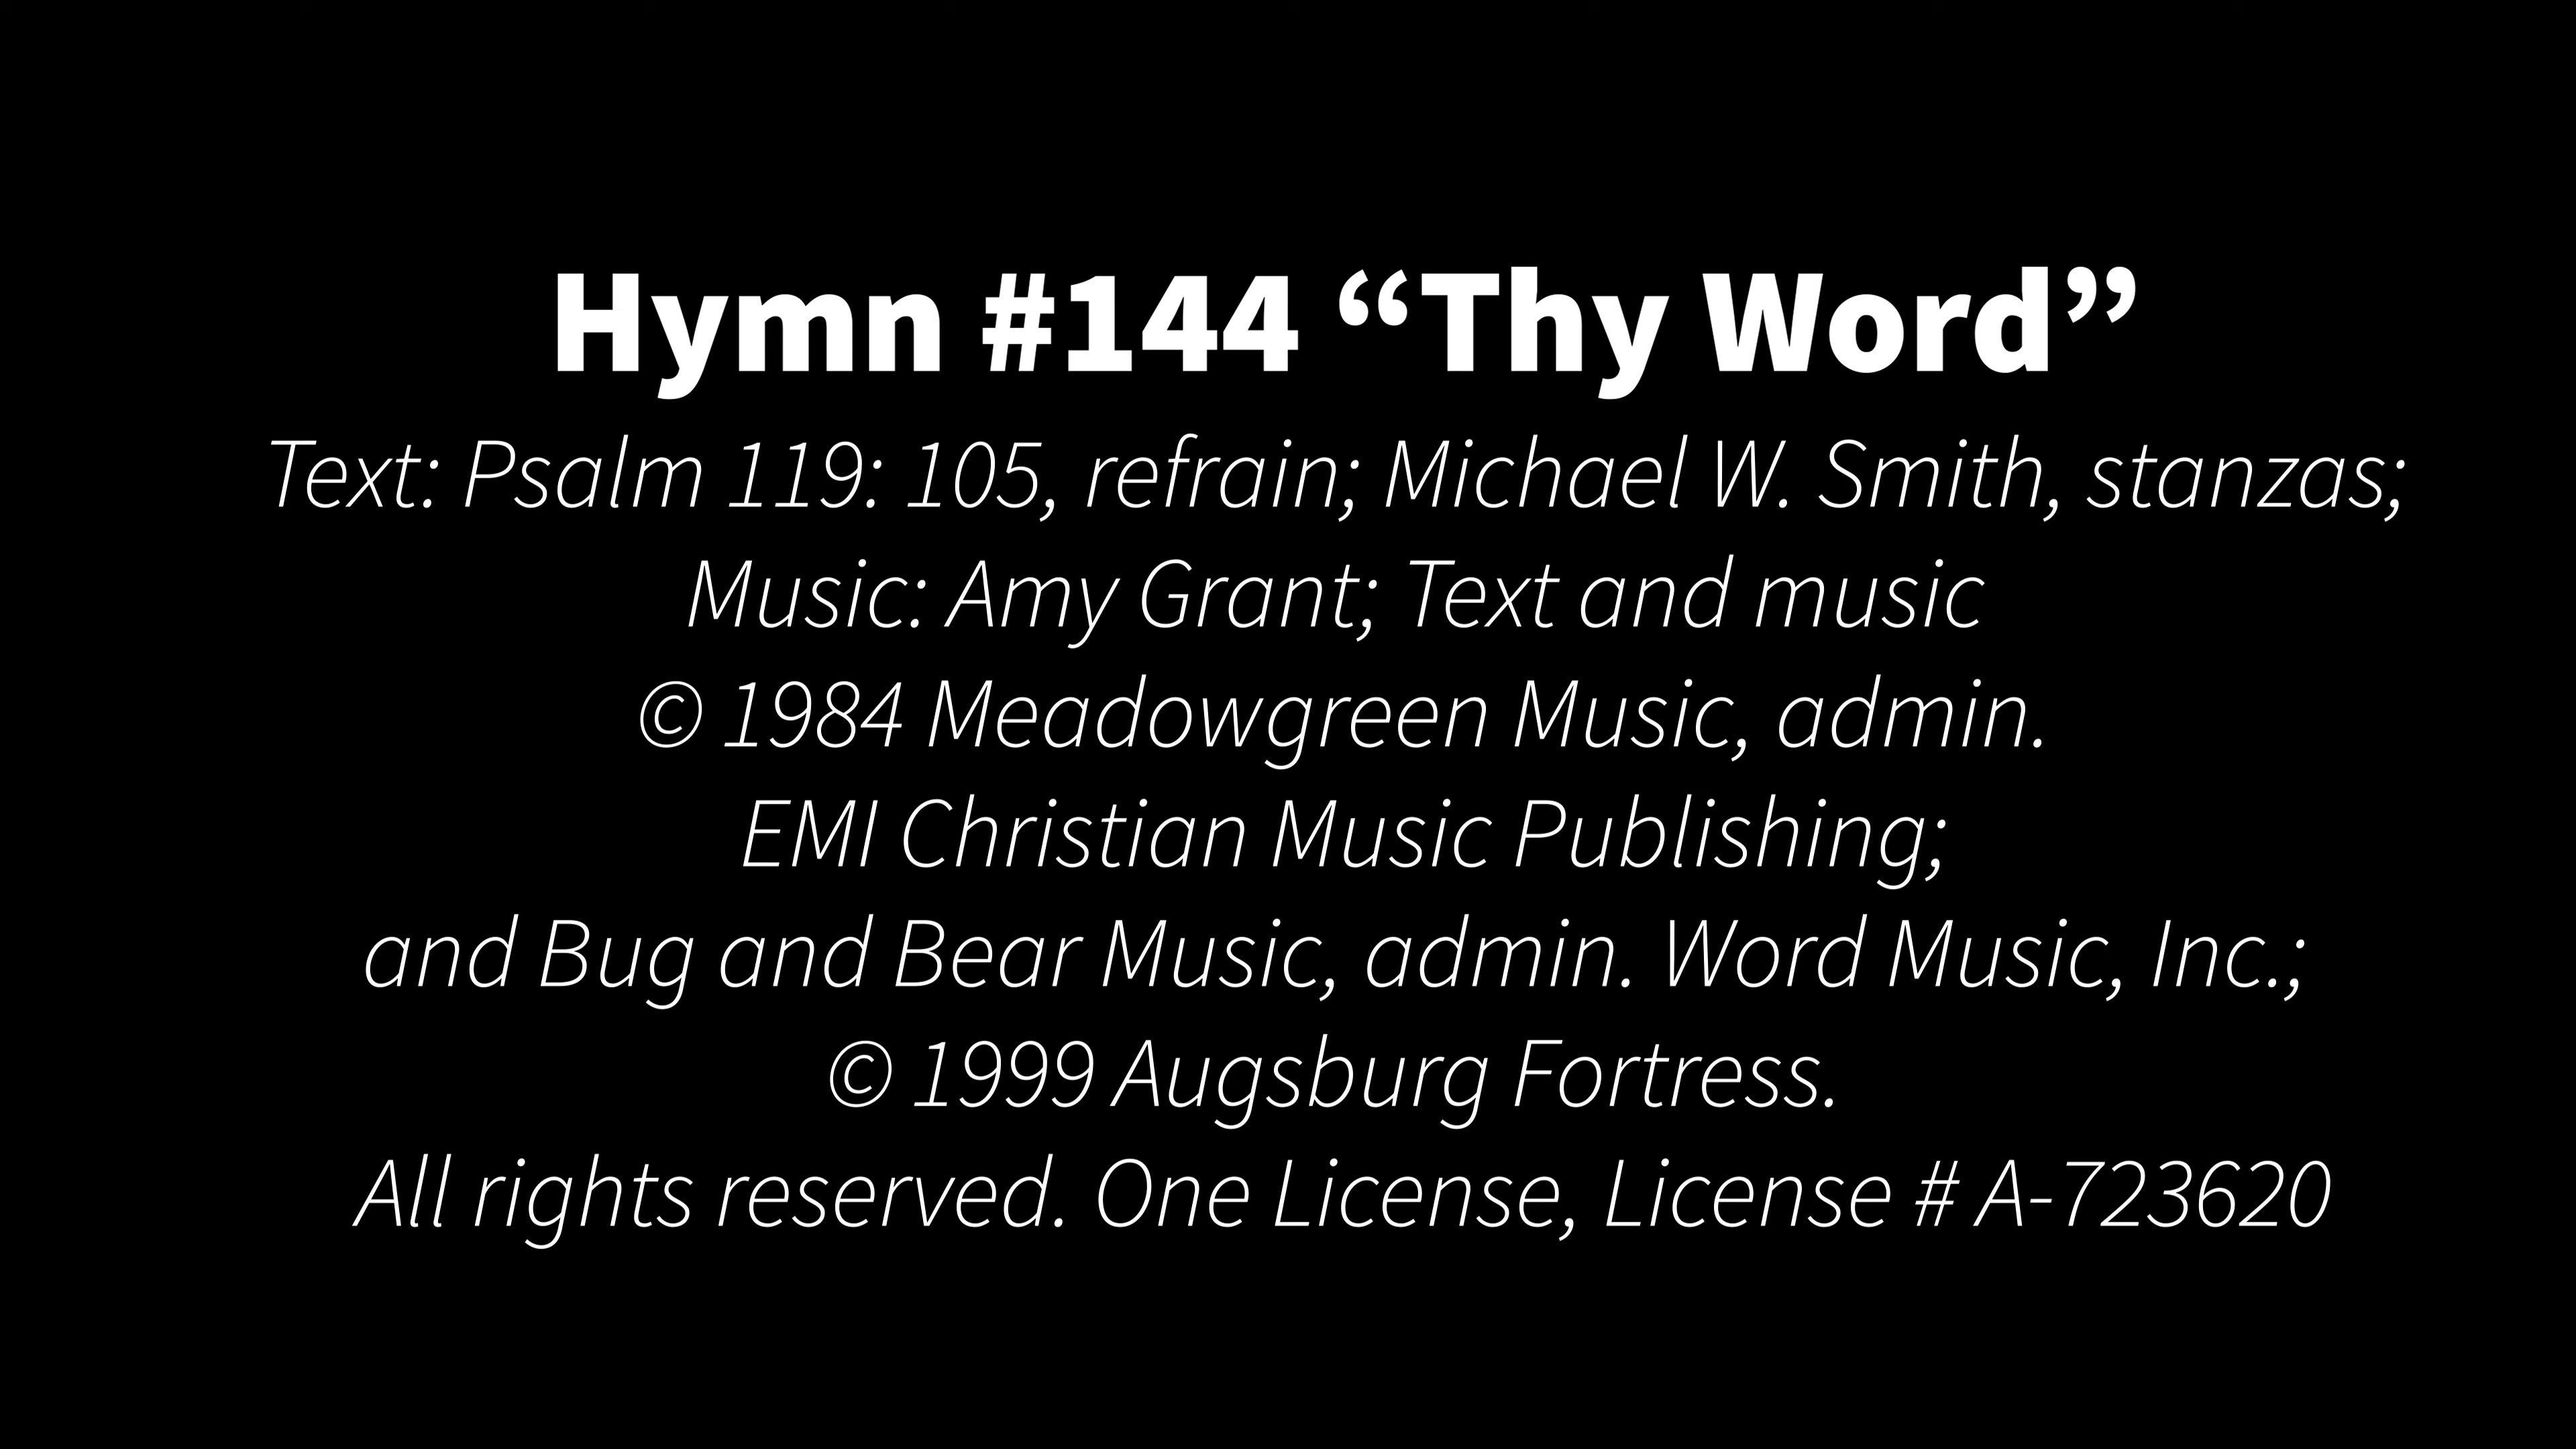 Hymn #144 “Thy Word”
Text: Psalm 119: 105, refrain; Michael W. Smith, stanzas;
Music: Amy Grant; Text and music
© 1984 Meadowgreen Music, admin.
EMI Christian Music Publishing;
and Bug and Bear Music, admin. Word Music, Inc.;
© 1999 Augsburg Fortress.
All rights reserved. One License, License # A-723620